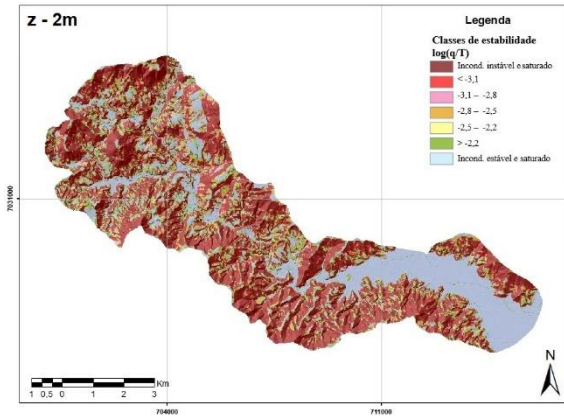 z - 2m
Legenda
Classes de estabilidade
log(q/T)
Incond. instável e saturado
< -3,1
-3,1 – -2,8
-2,8 – -2,5
-2,5 – -2,2
> -2,2
Incond. estável e saturado
7031000
N
Km
1 0,5 0 1 2 3
704000
711000